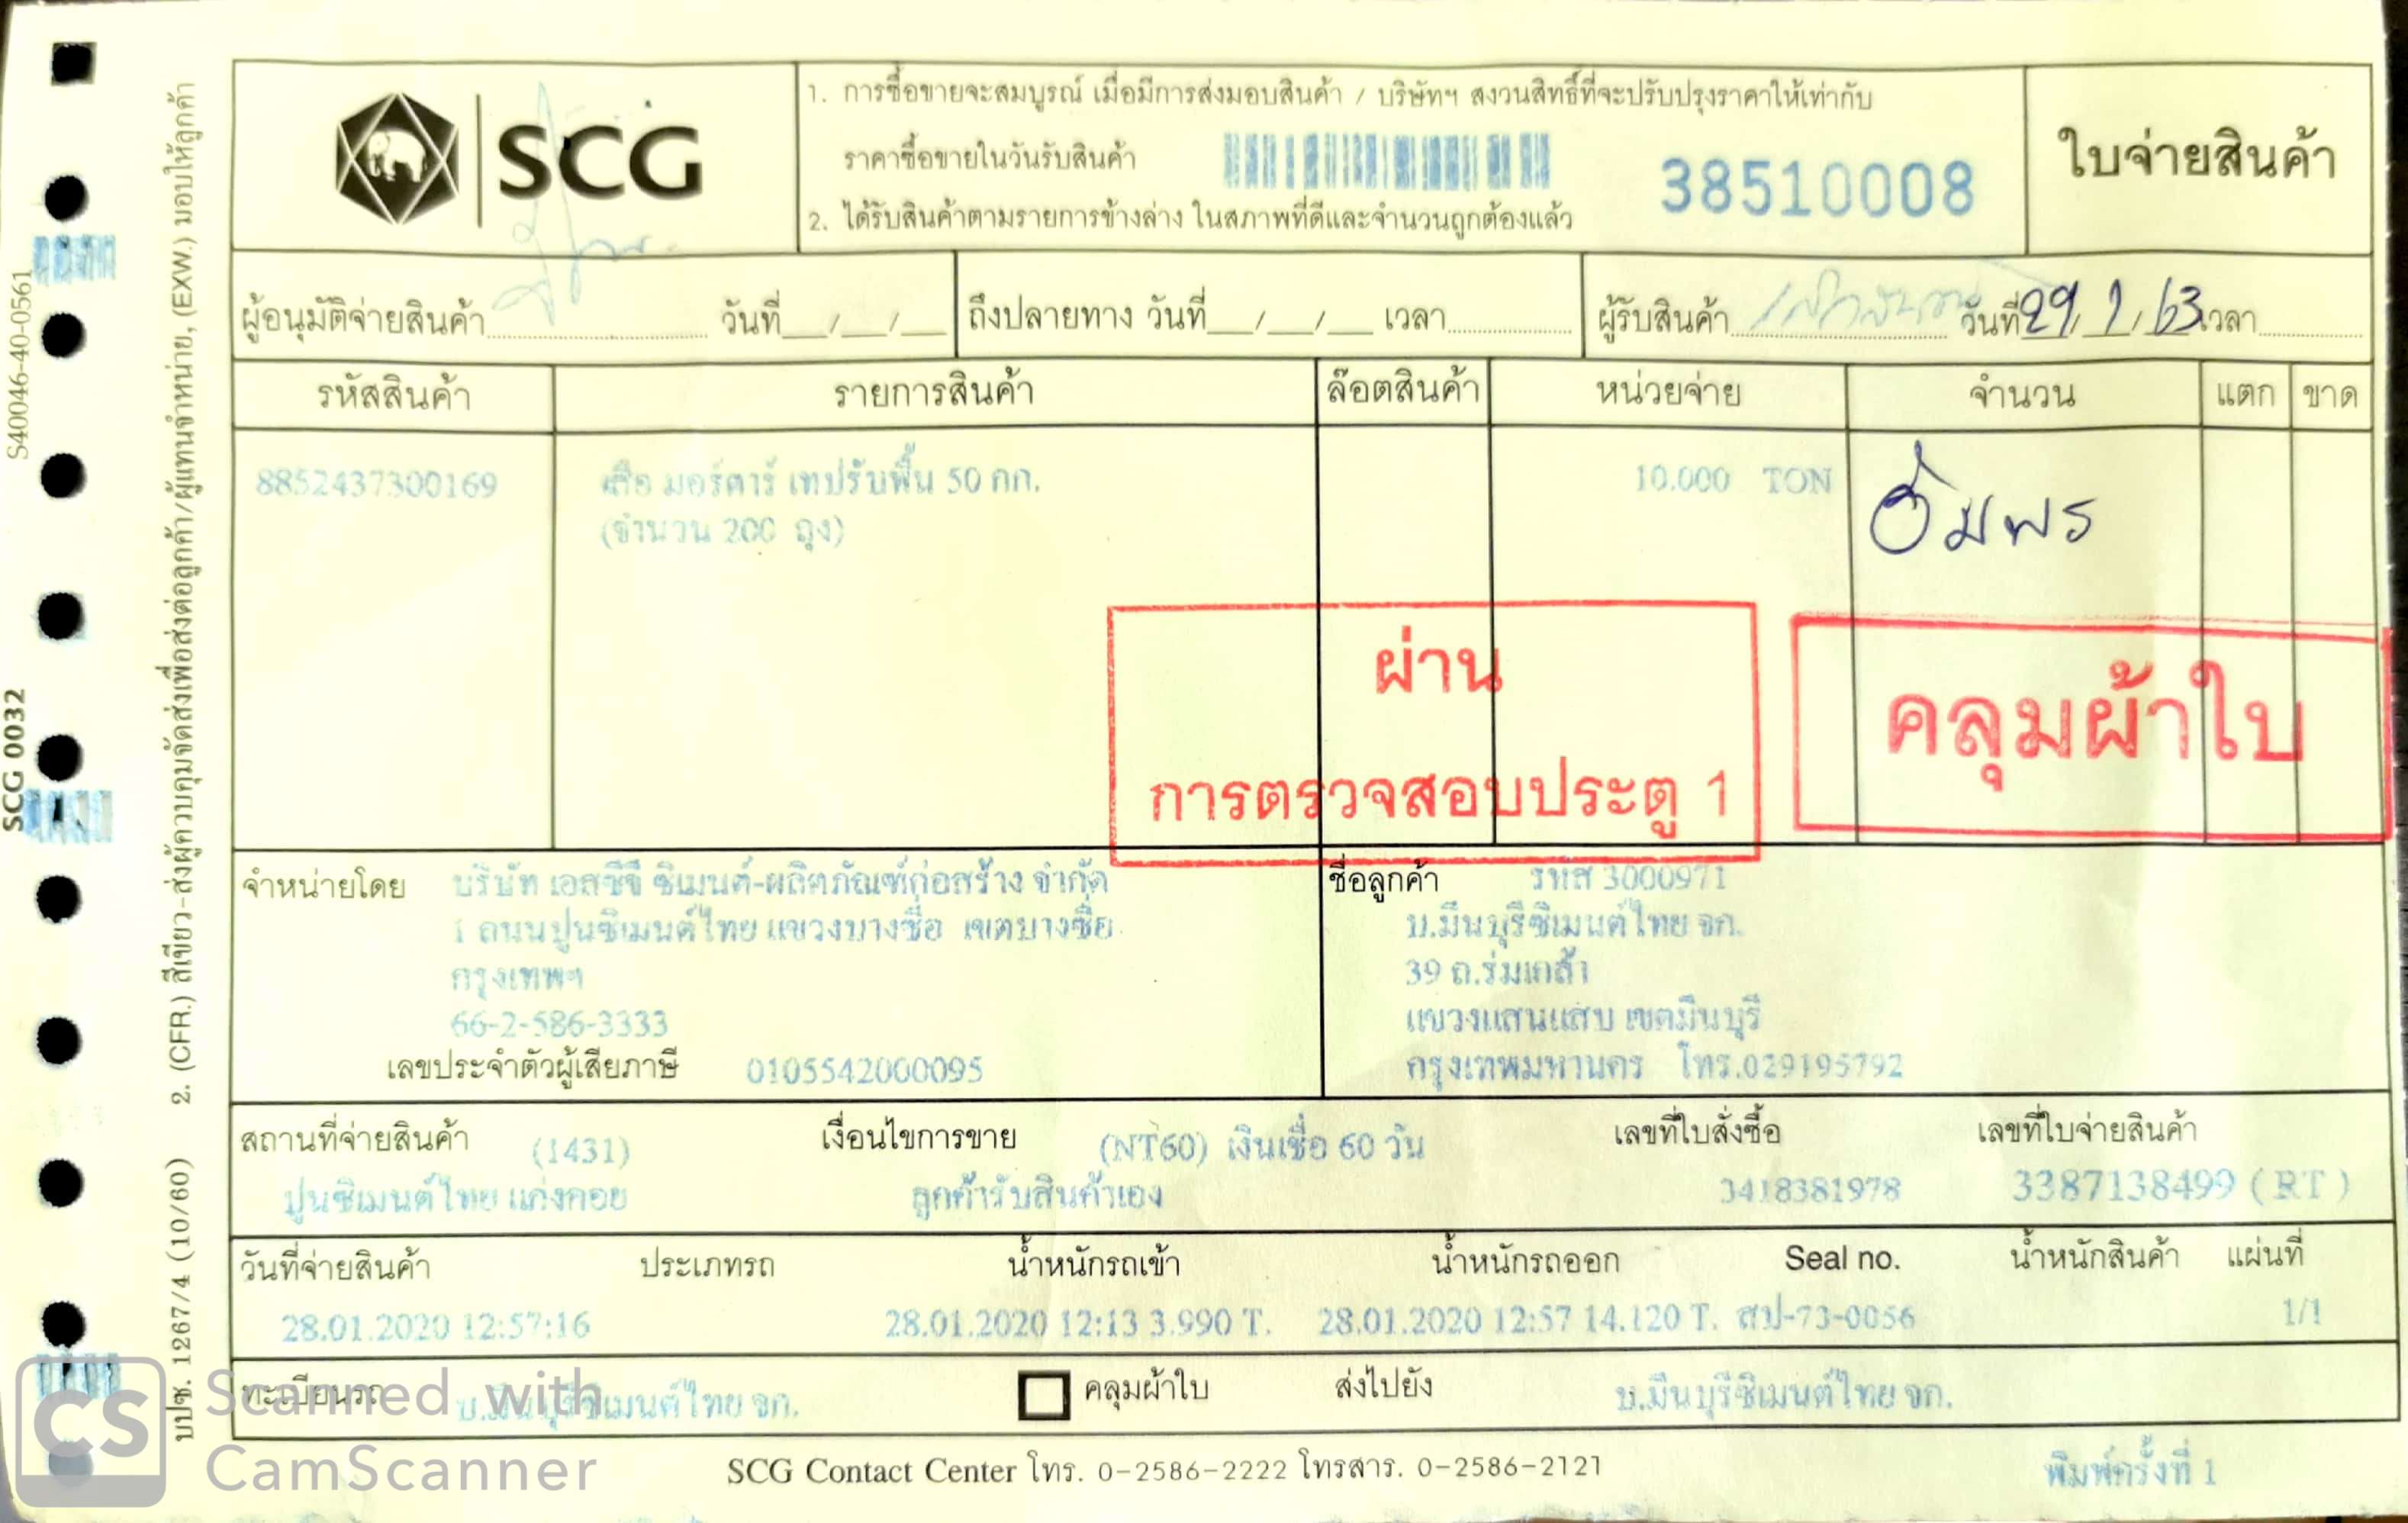 SCG
1. การซื้อขายจะสมบูรณ์ เมื่อมีการส่งมอบสินค้า / บริษัทฯ สงวนสิทธิ์ที่จะปรับปรุงราคาให้เท่ากับ
ราคาซื้อขายในวันรับสินค้า
38510008
2. ได้รับสินค้าตามรายการข้างล่าง ในสภาพที่ดีและจำนวนถูกต้องแล้ว
ใบจ่ายสินค้า
ผู้อนุมัติจ่ายสินค้า วันที่ / / ถึงปลายทาง วันที่ / / เวลา ผู้รับสินค้า วันที่ 29/1/63 เวลา
รหัสสินค้า รายการสินค้า ล๊อตสินค้า หน่วยจ่าย จำนวน แตก ขาด
8852437300169 เสือ มอร์ตาร์ เทปรับพื้น 50 กก. 10.000 TON
(จำนวน 200 ถุง)
อัมพร
ผ่าน
การตรวจสอบประตู 1
คลุมผ้าใบ
จำหน่ายโดย บริษัท เอสซีจี ซิเมนต์-ผลิตภัณฑ์ก่อสร้าง จำกัด
1 ถนนปูนซิเมนต์ไทย แขวงบางซื่อ เขตบางซื่อ
กรุงเทพฯ
66-2-586-3333
เลขประจำตัวผู้เสียภาษี 0105542000095
ชื่อลูกค้า รหัส 3000971
บ.มีนบุรีซิเมนต์ไทย จก.
39 ถ.ร่มเกล้า
แขวงแสนแสบ เขตมีนบุรี
กรุงเทพมหานคร โทร.029195792
สถานที่จ่ายสินค้า (1431) เงื่อนไขการขาย (NT60) เงินเชื่อ 60 วัน เลขที่ใบสั่งซื้อ เลขที่ใบจ่ายสินค้า
ปูนซิเมนต์ไทย แก่งคอย ลูกค้ารับสินค้าเอง 3418381978 3387138499 (RT)
วันที่จ่ายสินค้า ประเภทรถ น้ำหนักรถเข้า น้ำหนักรถออก Seal no. น้ำหนักสินค้า แผ่นที่
28.01.2020 12:57:16 28.01.2020 12:13 3.990 T. 28.01.2020 12:57 14.120 T. สป-73-0056 1/1
ทะเบียนรถ บ.มีนบุรีซิเมนต์ไทย จก. คลุมผ้าใบ ส่งไปยัง บ.มีนบุรีซิเมนต์ไทย จก.
SCG Contact Center โทร. 0-2586-2222 โทรสาร. 0-2586-2121
พิมพ์ครั้งที่ 1
S40046-40-0561
SCG 0032
บปซ. 1267/4 (10/60) 2. (CFR.) สีเขียว-ส่งผู้ควบคุมจัดส่งเพื่อส่งต่อลูกค้า/ผู้แทนจำหน่าย, (EXW.) มอบให้ลูกค้า
CS Scanned with
CamScanner